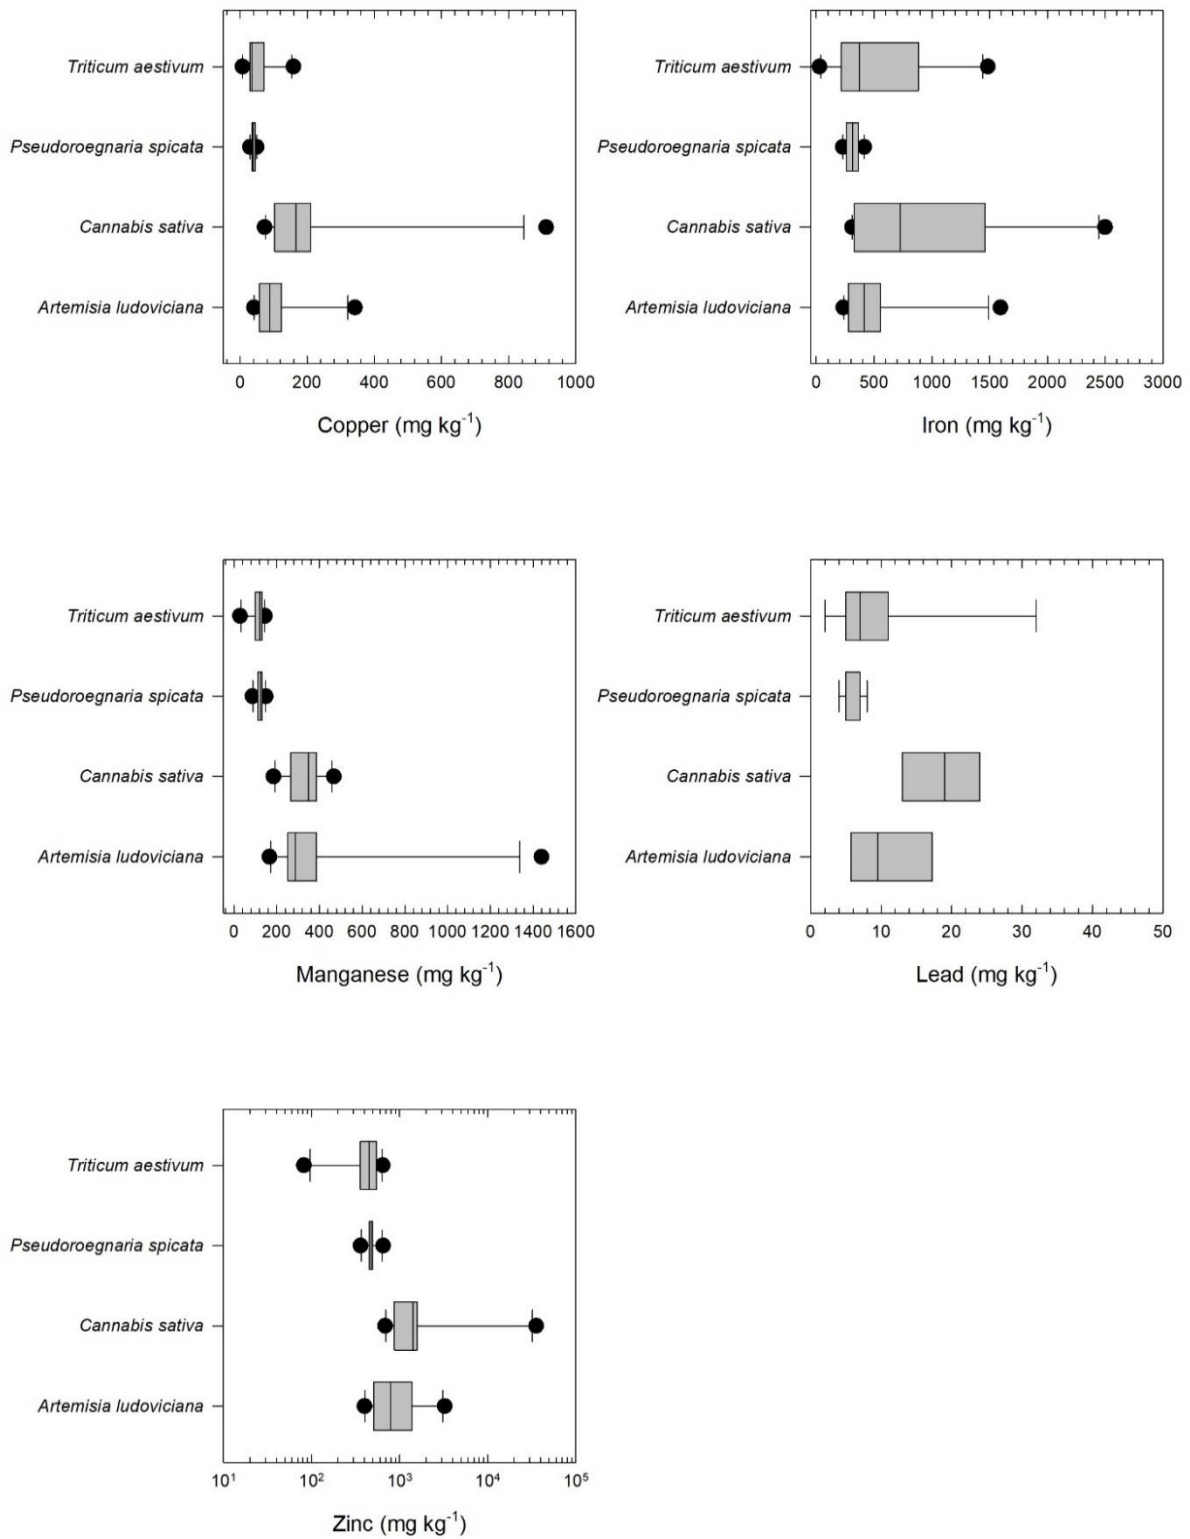 Triticum aestivum
Pseudoroegnaria spicata
Cannabis sativa
Artemisia ludoviciana
0 200 400 600 800 1000
Copper (mg kg⁻¹)
Triticum aestivum
Pseudoroegnaria spicata
Cannabis sativa
Artemisia ludoviciana
0 500 1000 1500 2000 2500 3000
Iron (mg kg⁻¹)
Triticum aestivum
Pseudoroegnaria spicata
Cannabis sativa
Artemisia ludoviciana
0 200 400 600 800 1000 1200 1400 1600
Manganese (mg kg⁻¹)
Triticum aestivum
Pseudoroegnaria spicata
Cannabis sativa
Artemisia ludoviciana
0 10 20 30 40 50
Lead (mg kg⁻¹)
Triticum aestivum
Pseudoroegnaria spicata
Cannabis sativa
Artemisia ludoviciana
10¹ 10² 10³ 10⁴ 10⁵
Zinc (mg kg⁻¹)